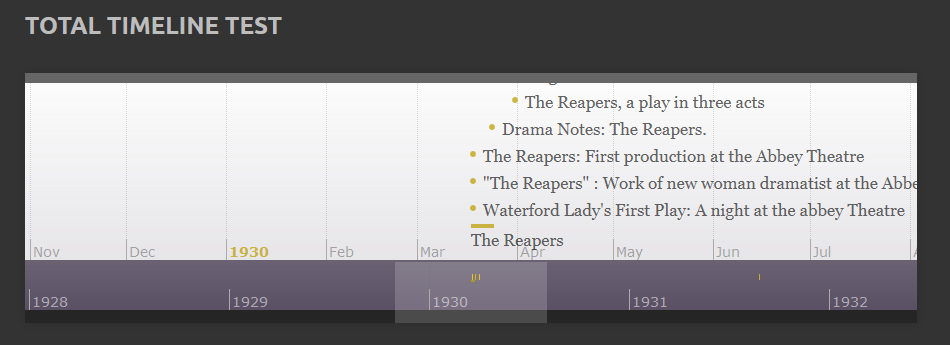 TOTAL TIMELINE TEST
The Reapers, a play in three acts
Drama Notes: The Reapers.
The Reapers: First production at the Abbey Theatre
"The Reapers" : Work of new woman dramatist at the Abbe
Waterford Lady's First Play: A night at the abbey Theatre
The Reapers
Nov Dec 1930 Feb Mar Apr May Jun Jul
1928 1929 1930 1931 1932